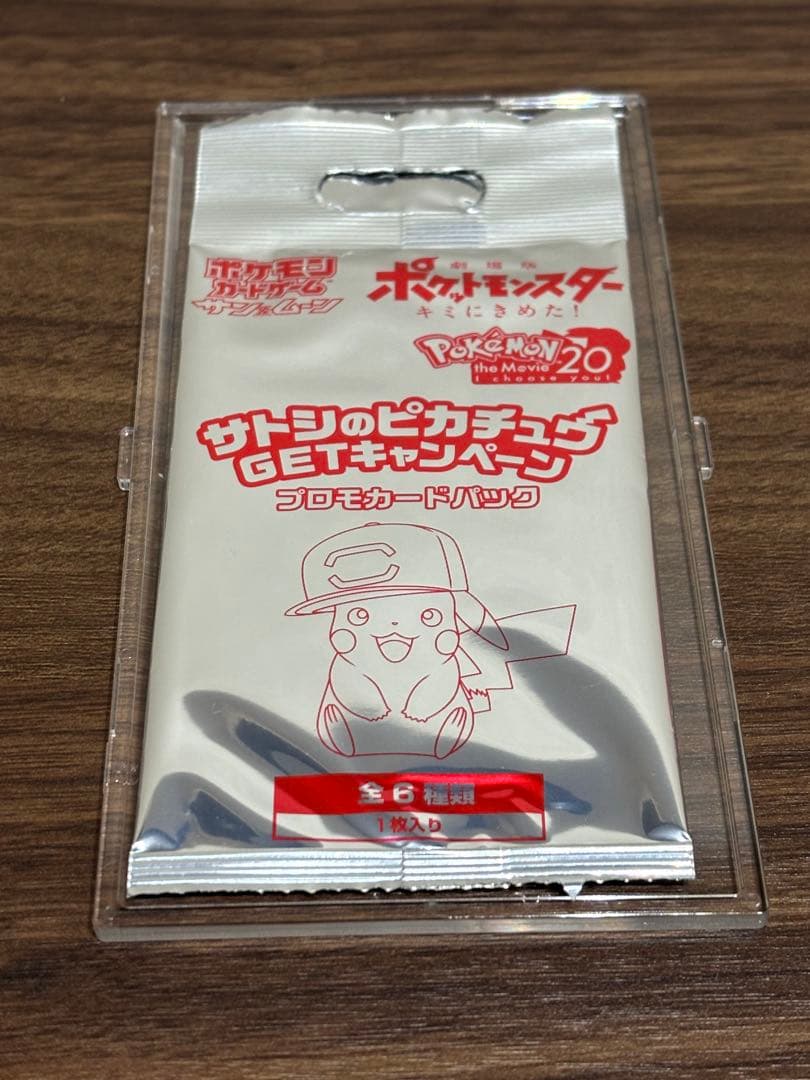 ポケモン
カードゲーム
サン&ムーン
劇場版
ポケットモンスター
キミにきめた!
Pokémon
the Movie 20
I choose you!
サトシのピカチュウ
GETキャンペーン
プロモカードパック
全6種類
1枚入り